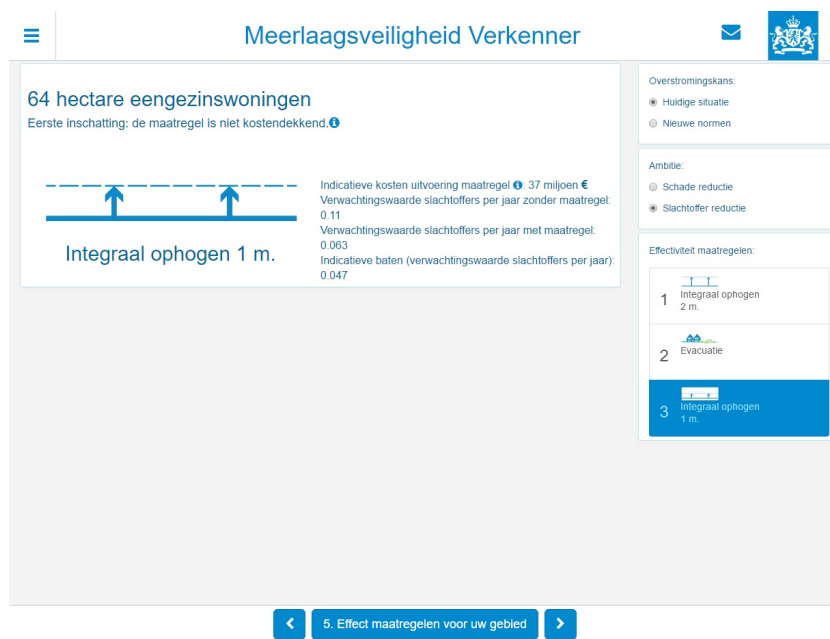 Meerlaagsveiligheid Verkenner
64 hectare eengezinswoningen
Eerste inschatting: de maatregel is niet kostendekkend.
Integraal ophogen 1 m.
Indicatieve kosten uitvoering maatregel : 37 miljoen €
Verwachtingswaarde slachtoffers per jaar zonder maatregel:
0.11
Verwachtingswaarde slachtoffers per jaar met maatregel:
0.063
Indicatieve baten (verwachtingswaarde slachtoffers per jaar):
0.047
Overstromingskans:
Huidige situatie
Nieuwe normen
Ambitie:
Schade reductie
Slachtoffer reductie
Effectiviteit maatregelen:
1 Integraal ophogen
2 m.
2 Evacuatie
3 Integraal ophogen
1 m.
5. Effect maatregelen voor uw gebied